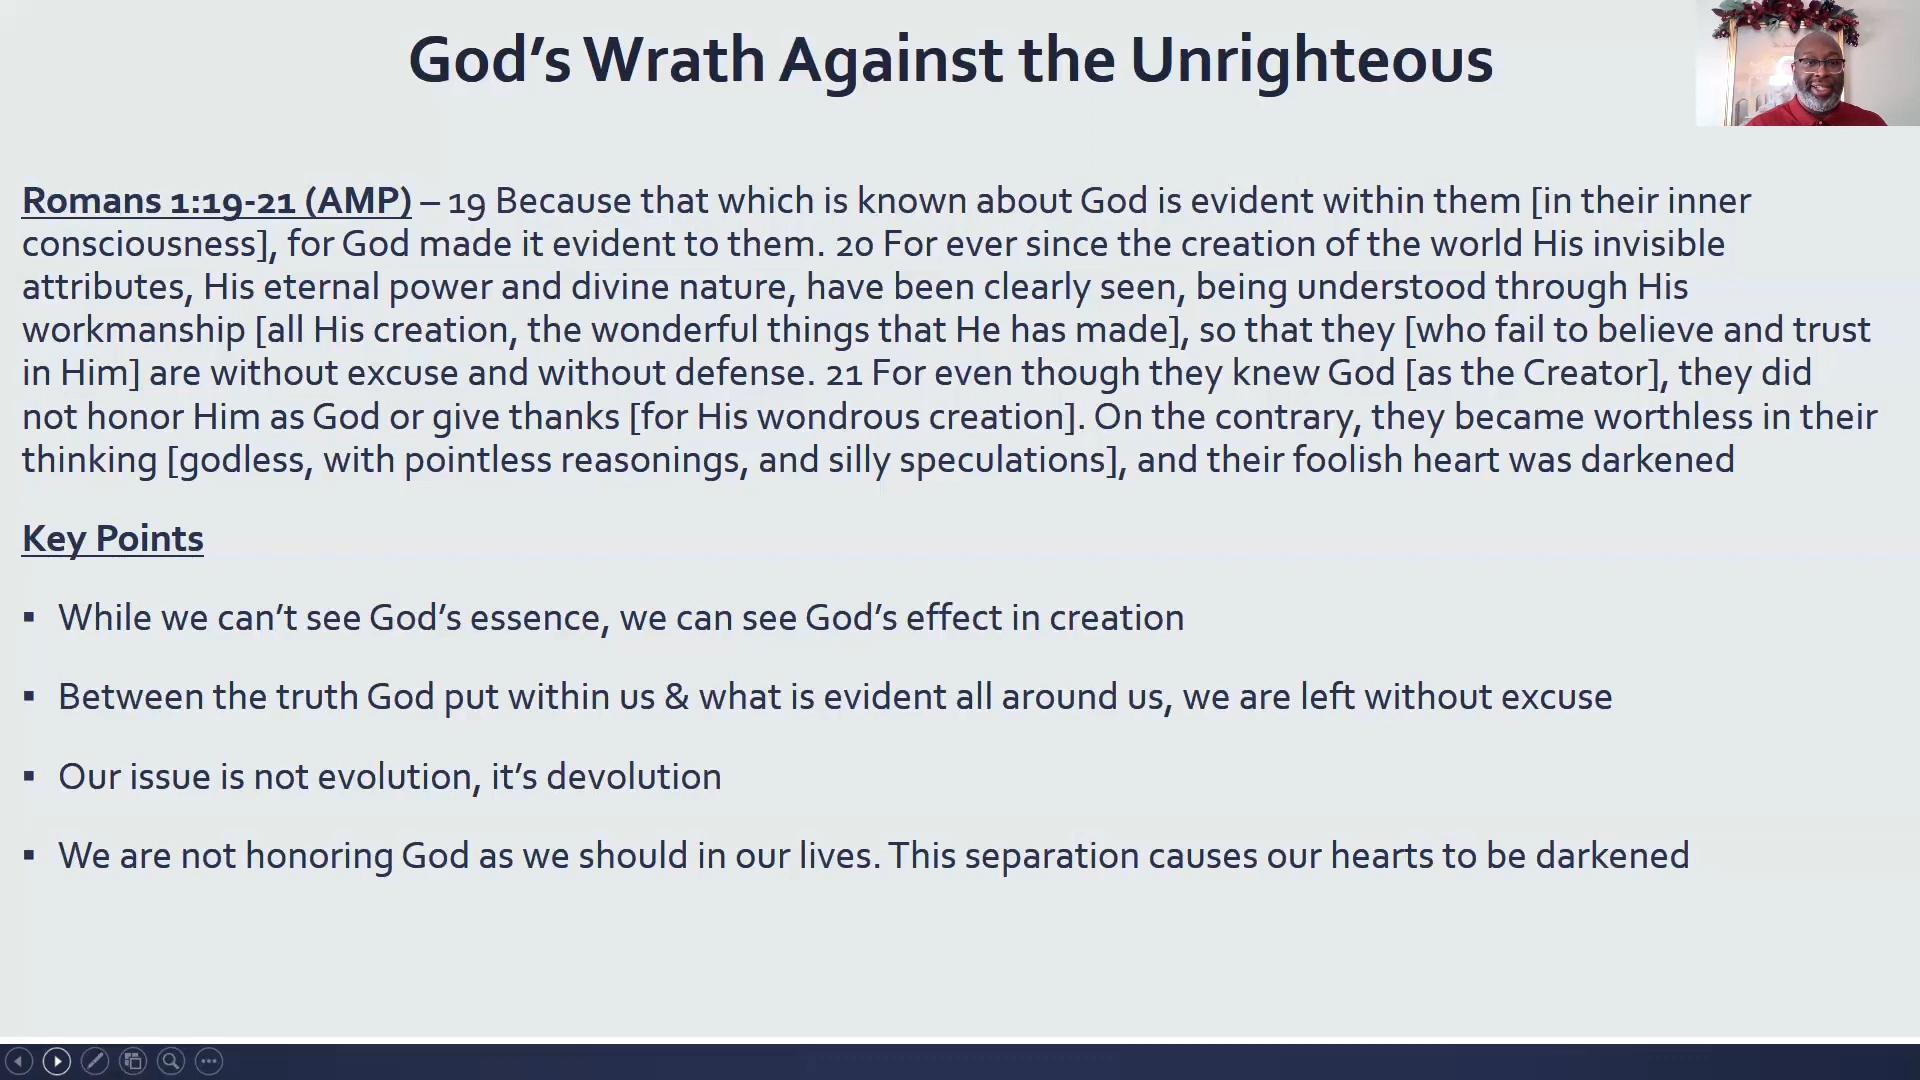 God's Wrath Against the Unrighteous
Romans 1:19-21 (AMP) – 19 Because that which is known about God is evident within them [in their inner
consciousness], for God made it evident to them. 20 For ever since the creation of the world His invisible
attributes, His eternal power and divine nature, have been clearly seen, being understood through His
workmanship [all His creation, the wonderful things that He has made], so that they [who fail to believe and trust
in Him] are without excuse and without defense. 21 For even though they knew God [as the Creator], they did
not honor Him as God or give thanks [for His wondrous creation]. On the contrary, they became worthless in their
thinking [godless, with pointless reasonings, and silly speculations], and their foolish heart was darkened
Key Points
▪ While we can't see God's essence, we can see God's effect in creation
▪ Between the truth God put within us & what is evident all around us, we are left without excuse
▪ Our issue is not evolution, it's devolution
▪ We are not honoring God as we should in our lives. This separation causes our hearts to be darkened